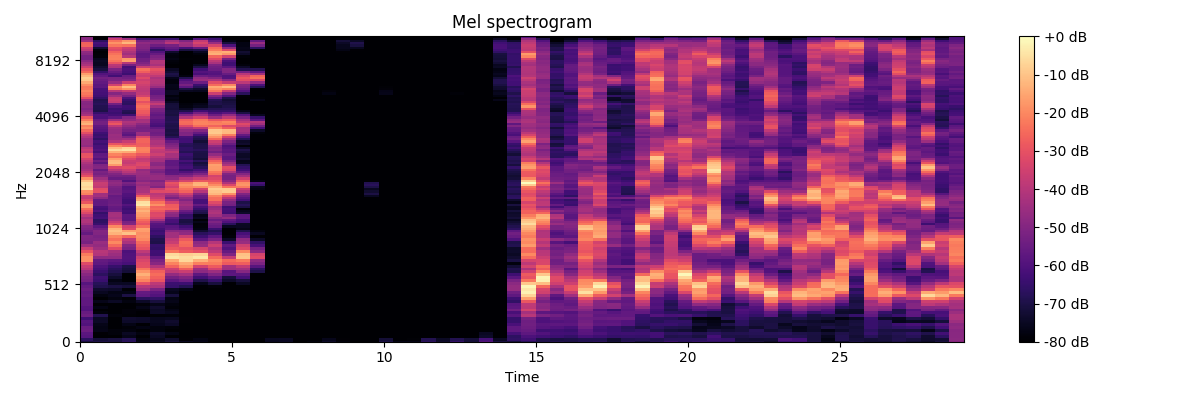 Mel spectrogram
+0 dB
8192
-10 dB
4096
-20 dB
-30 dB
2048
Hz
-40 dB
1024
-50 dB
-60 dB
512
-70 dB
0
-80 dB
0 5 10 15 20 25
Time